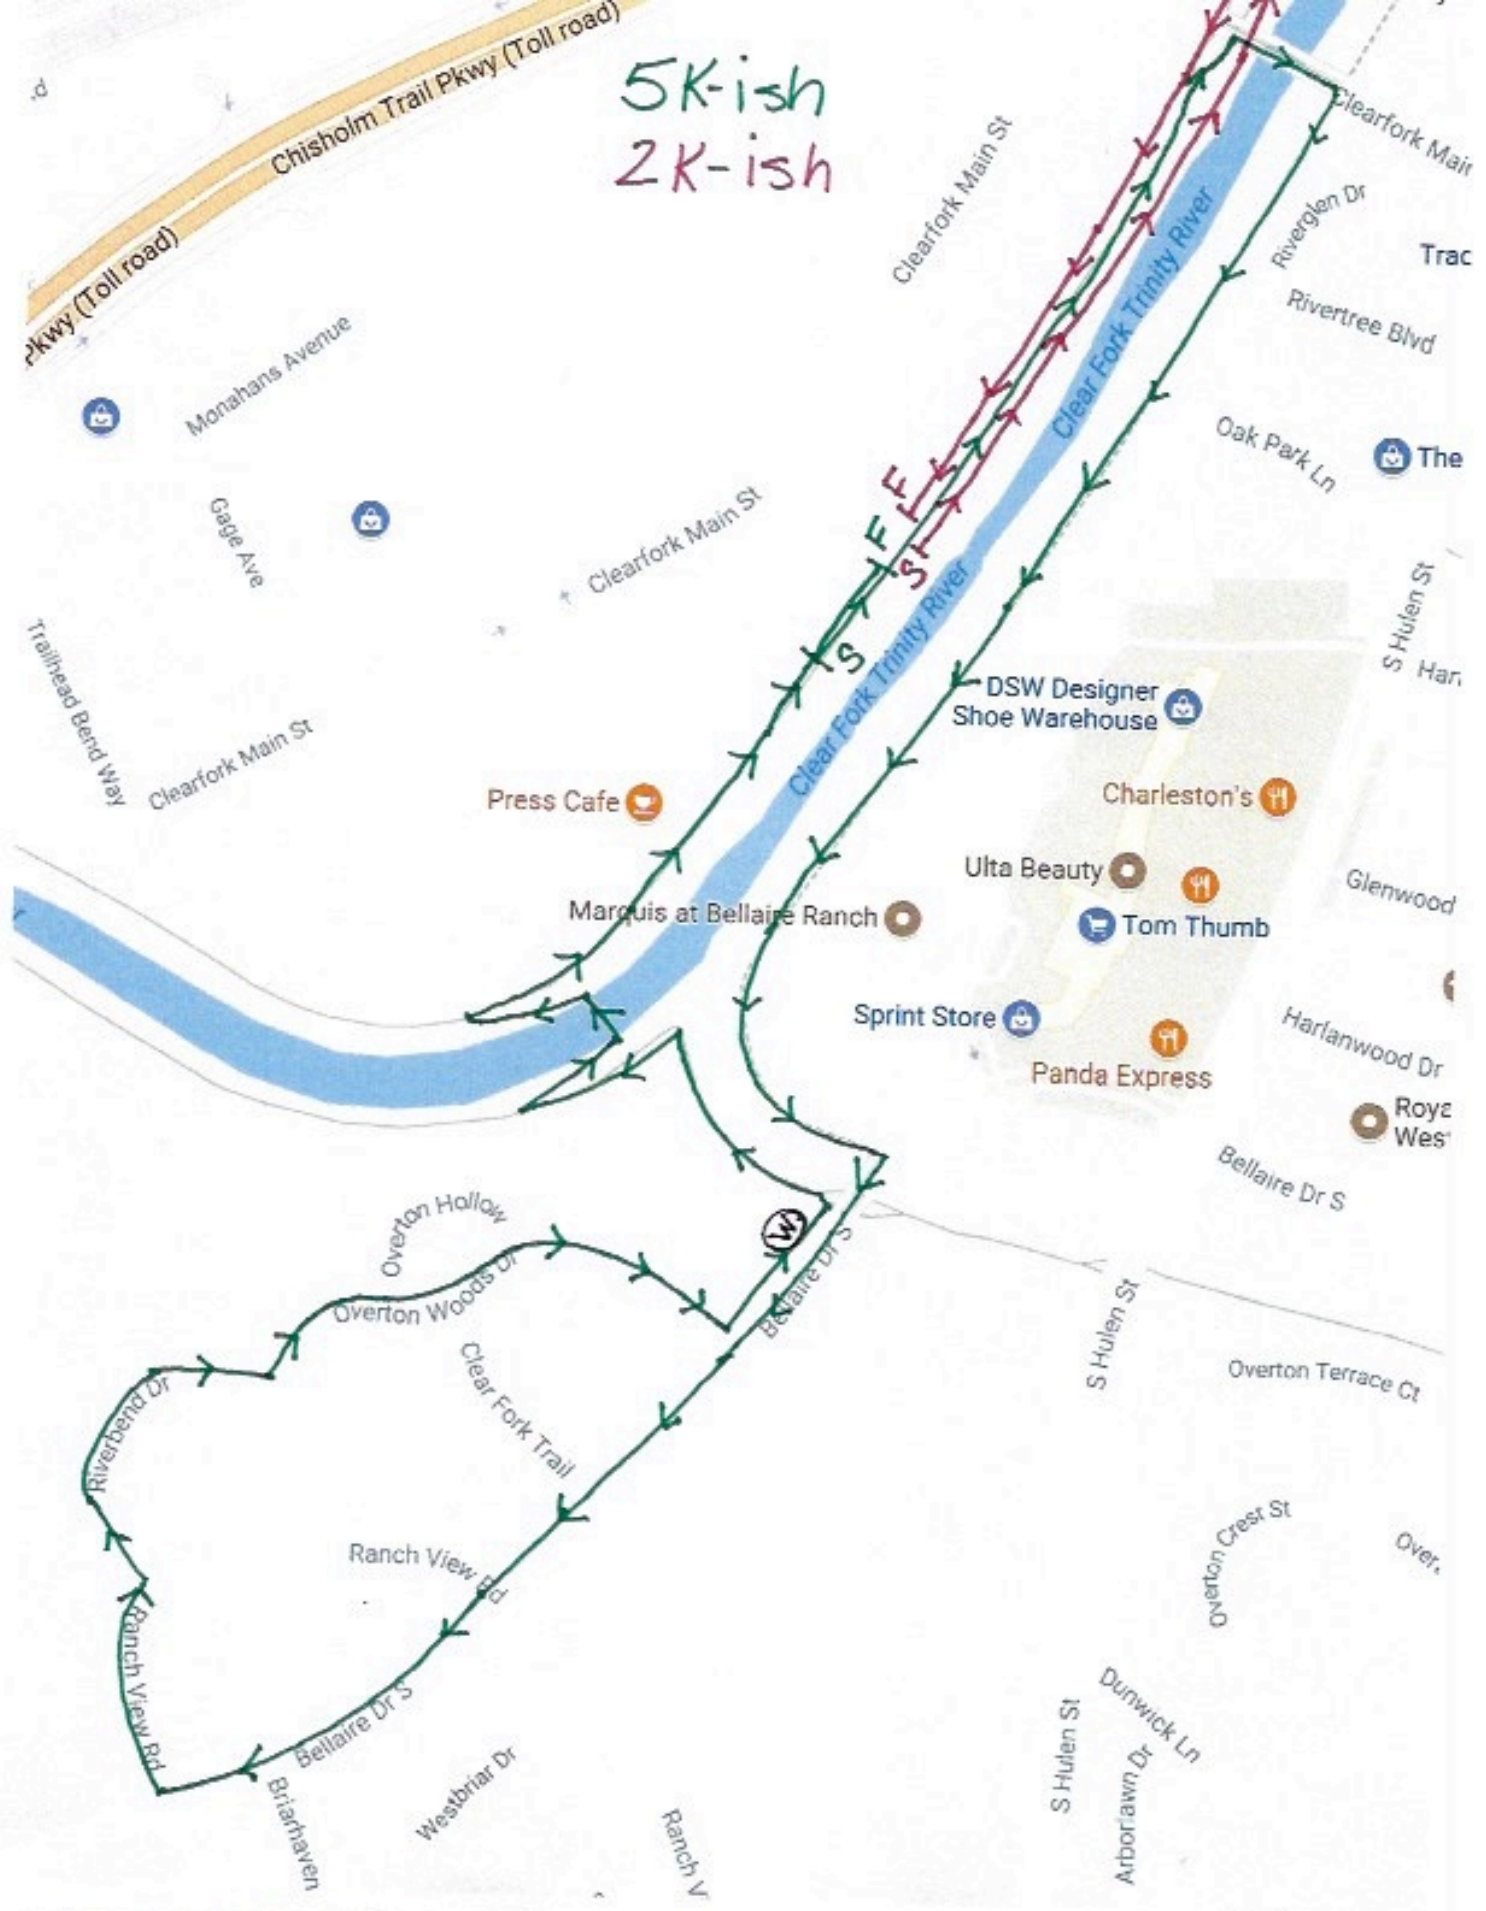 Chisholm Trail Pkwy (Toll road)
5K-ish
2K-ish
Clearfork Main St
Clearfork Main
Riverglen Dr
Trac
Rivertree Blvd
Pkwy (Toll road)
Monahans Avenue
Clear Fork Trinity River
Oak Park Ln
The
F
F
S
S
Gage Ave
Clearfork Main St
Clear Fork Trinity River
S Hulen St
Trailhead Bend Way
Clearfork Main St
DSW Designer
Shoe Warehouse
Press Cafe
Charleston's
Ulta Beauty
Glenwood
Marquis at Bellaire Ranch
Tom Thumb
Sprint Store
Harlanwood Dr
Panda Express
Roya
Wes
Bellaire Dr S
Overton Hollow
W
Overton Woods Dr
Bellaire Dr S
S Hulen St
Overton Terrace Ct
Riverbend Dr
Clear Fork Trail
Overton Crest St
Over
Ranch View Rd
Ranch View Rd
Bellaire Dr S
Dunwick Ln
S Hulen St
Arborlawn Dr
Briarhaven
Westbriar Dr
Ranch V